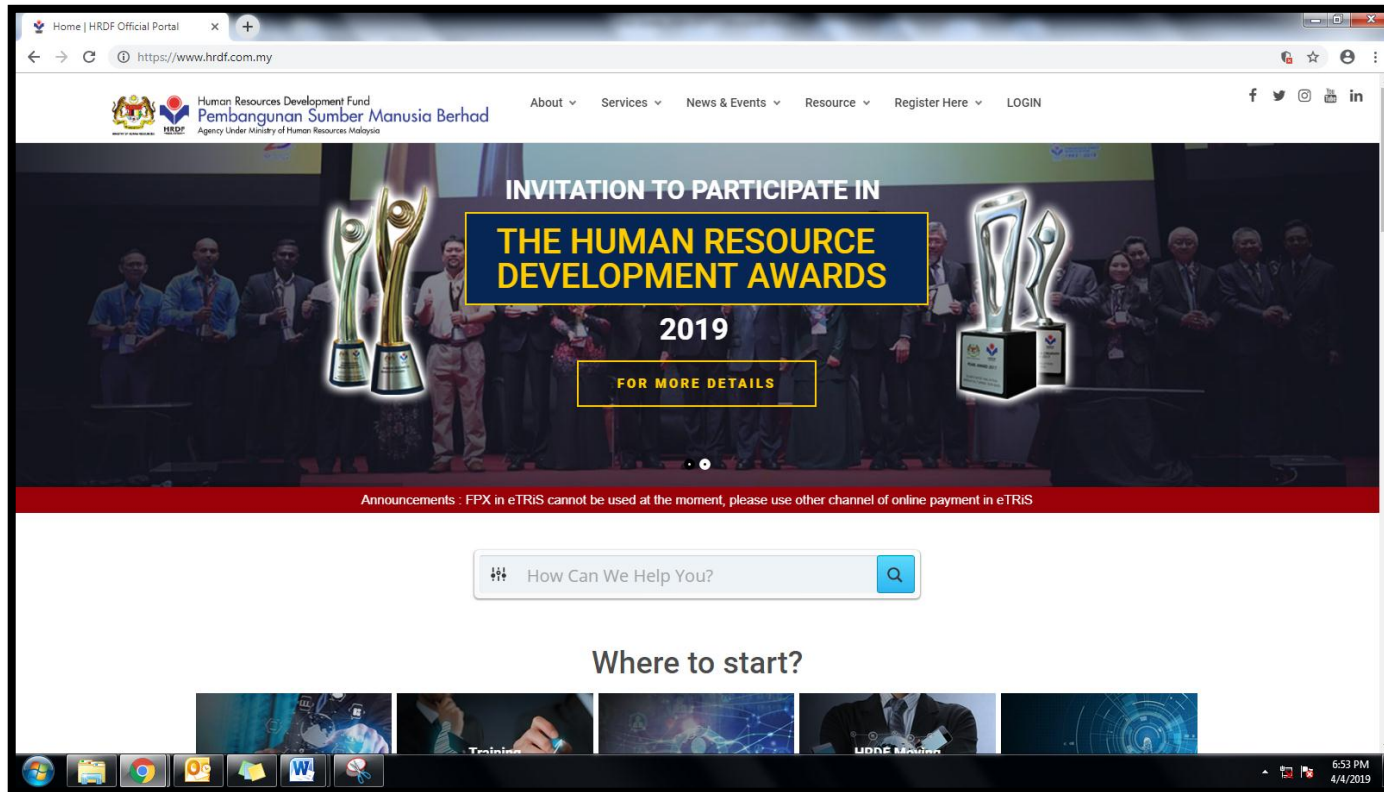 Home | HRDF Official Portal
https://www.hrdf.com.my
Human Resources Development Fund
Pembangunan Sumber Manusia Berhad
Agency Under Ministry of Human Resources Malaysia
HRDF
About
Services
News & Events
Resource
Register Here
LOGIN
INVITATION TO PARTICIPATE IN
THE HUMAN RESOURCE
DEVELOPMENT AWARDS
2019
FOR MORE DETAILS
Announcements : FPX in eTRiS cannot be used at the moment, please use other channel of online payment in eTRiS
How Can We Help You?
Where to start?
Training
HRDF Moving
6:53 PM
4/4/2019